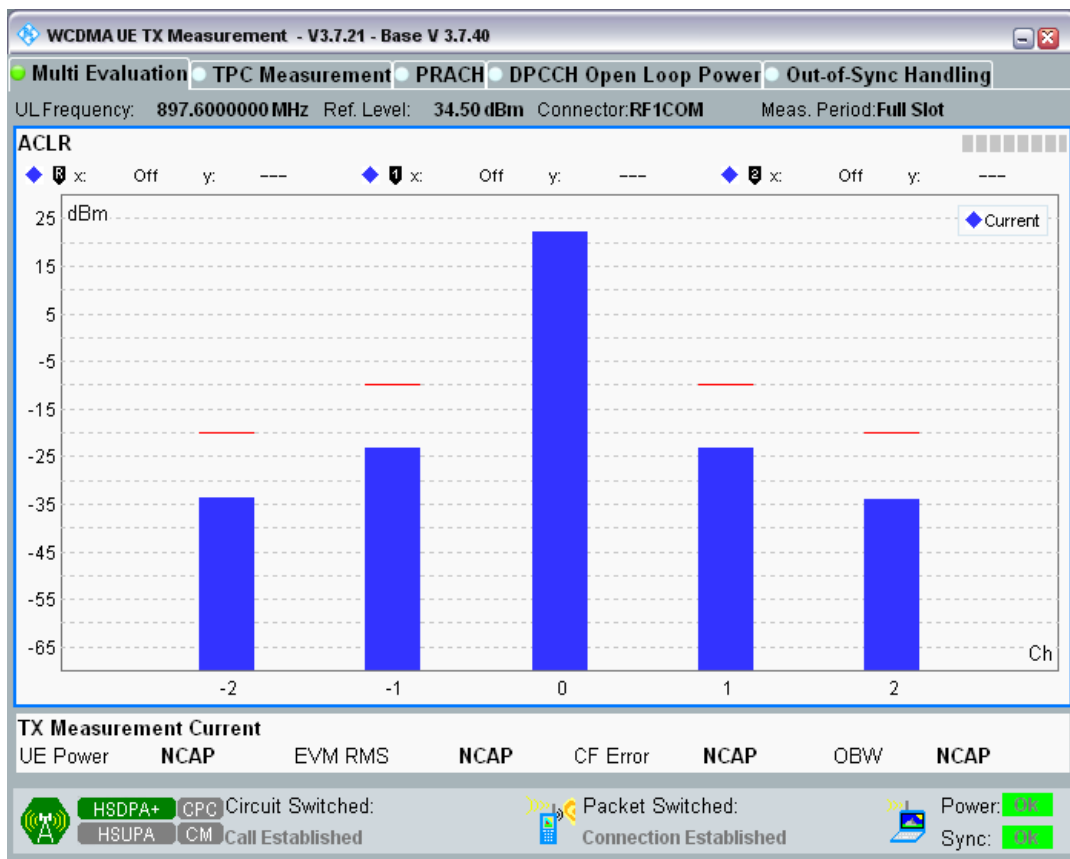 WCDMA UE TX Measurement - V3.7.21 - Base V 3.7.40
Multi Evaluation TPC Measurement PRACH DPCCH Open Loop Power Out-of-Sync Handling
UL Frequency: 897.6000000 MHz Ref. Level: 34.50 dBm Connector: RF1COM Meas. Period: Full Slot
ACLR
R x: Off y: --- 1 x: Off y: --- 2 x: Off y: ---
25 dBm Current
15
5
-5
-15
-25
-35
-45
-55
-65 Ch
-2 -1 0 1 2
TX Measurement Current
UE Power NCAP EVM RMS NCAP CF Error NCAP OBW NCAP
HSDPA+ CPC Circuit Switched: Packet Switched: Power: OK
HSUPA CM Call Established Connection Established Sync: OK